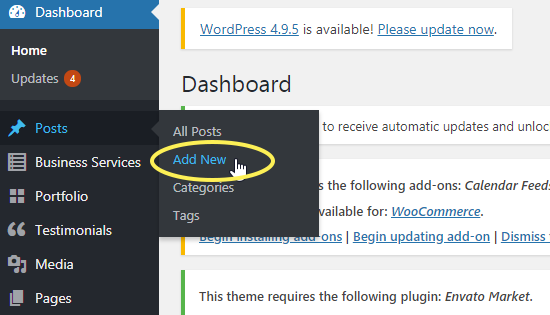 Dashboard
Home
Updates 4
Posts
Business Services
Portfolio
Testimonials
Media
Pages
All Posts
Add New
Categories
Tags
WordPress 4.9.5 is available! Please update now.
Dashboard
to receive automatic updates and unloc
s the following add-ons: Calendar Feeds
vailable for: WooCommerce.
Begin installing add-ons | Begin updating add-on | Dismiss
This theme requires the following plugin: Envato Market.